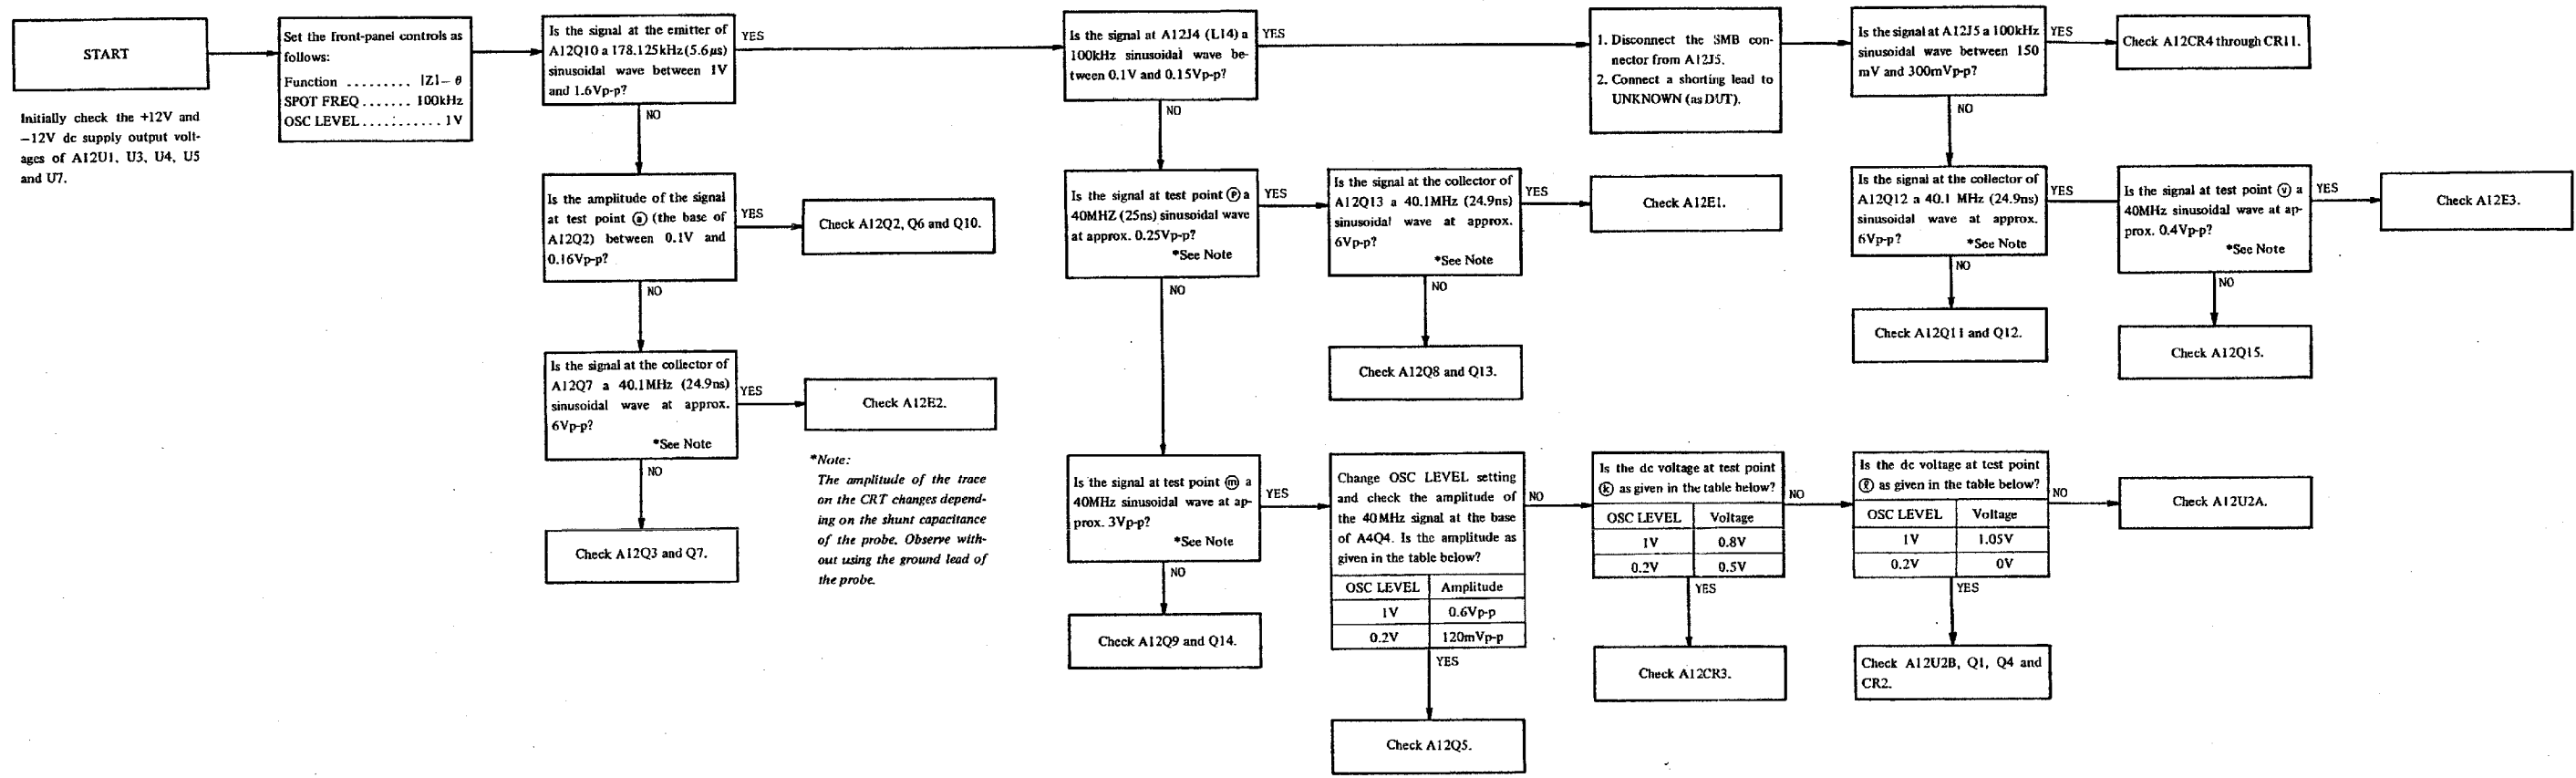 START
Initially check the +12V and
−12V dc supply output volt-
ages of A12U1, U3, U4, U5
and U7.
Set the front-panel controls as
follows:
Function ......... |Z|− θ
SPOT FREQ ...... 100kHz
OSC LEVEL ........... 1V
Is the signal at the emitter of
A12Q10 a 178.125kHz (5.6μs)
sinusoidal wave between 1V
and 1.6Vp-p?
YES
NO
Is the amplitude of the signal
at test point ⓐ (the base of
A12Q2) between 0.1V and
0.16Vp-p?
YES
NO
Check A12Q2, Q6 and Q10.
Is the signal at the collector of
A12Q7 a 40.1MHz (24.9ns)
sinusoidal wave at approx.
6Vp-p?
*See Note
YES
NO
Check A12E2.
Check A12Q3 and Q7.
*Note:
The amplitude of the trace
on the CRT changes depend-
ing on the shunt capacitance
of the probe. Observe with-
out using the ground lead of
the probe.
Is the signal at A12J4 (L14) a
100kHz sinusoidal wave be-
tween 0.1V and 0.15Vp-p?
YES
NO
Is the signal at test point ⓟ a
40MHZ (25ns) sinusoidal wave
at approx. 0.25Vp-p?
*See Note
YES
NO
Is the signal at the collector of
A12Q13 a 40.1MHz (24.9ns)
sinusoidal wave at approx.
6Vp-p?
*See Note
YES
NO
Check A12E1.
Check A12Q8 and Q13.
Is the signal at test point ⓜ a
40MHz sinusoidal wave at ap-
prox. 3Vp-p?
*See Note
YES
NO
Check A12Q9 and Q14.
Change OSC LEVEL setting
and check the amplitude of
the 40MHz signal at the base
of A4Q4. Is the amplitude as
given in the table below?
OSC LEVEL Amplitude
1V 0.6Vp-p
0.2V 120mVp-p
NO
YES
Check A12Q5.
Is the dc voltage at test point
ⓚ as given in the table below?
OSC LEVEL Voltage
1V 0.8V
0.2V 0.5V
NO
YES
Check A12CR3.
Is the dc voltage at test point
ⓛ as given in the table below?
OSC LEVEL Voltage
1V 1.05V
0.2V 0V
NO
YES
Check A12U2A.
Check A12U2B, Q1, Q4 and
CR2.
1. Disconnect the SMB con-
nector from A12J5.
2. Connect a shorting lead to
UNKNOWN (as DUT).
Is the signal at A12J5 a 100kHz
sinusoidal wave between 150
mV and 300mVp-p?
YES
NO
Check A12CR4 through CR11.
Is the signal at the collector of
A12Q12 a 40.1 MHz (24.9ns)
sinusoidal wave at approx.
6Vp-p?
*See Note
YES
NO
Check A12Q11 and Q12.
Is the signal at test point ⓥ a
40MHz sinusoidal wave at ap-
prox. 0.4Vp-p?
*See Note
YES
NO
Check A12E3.
Check A12Q15.